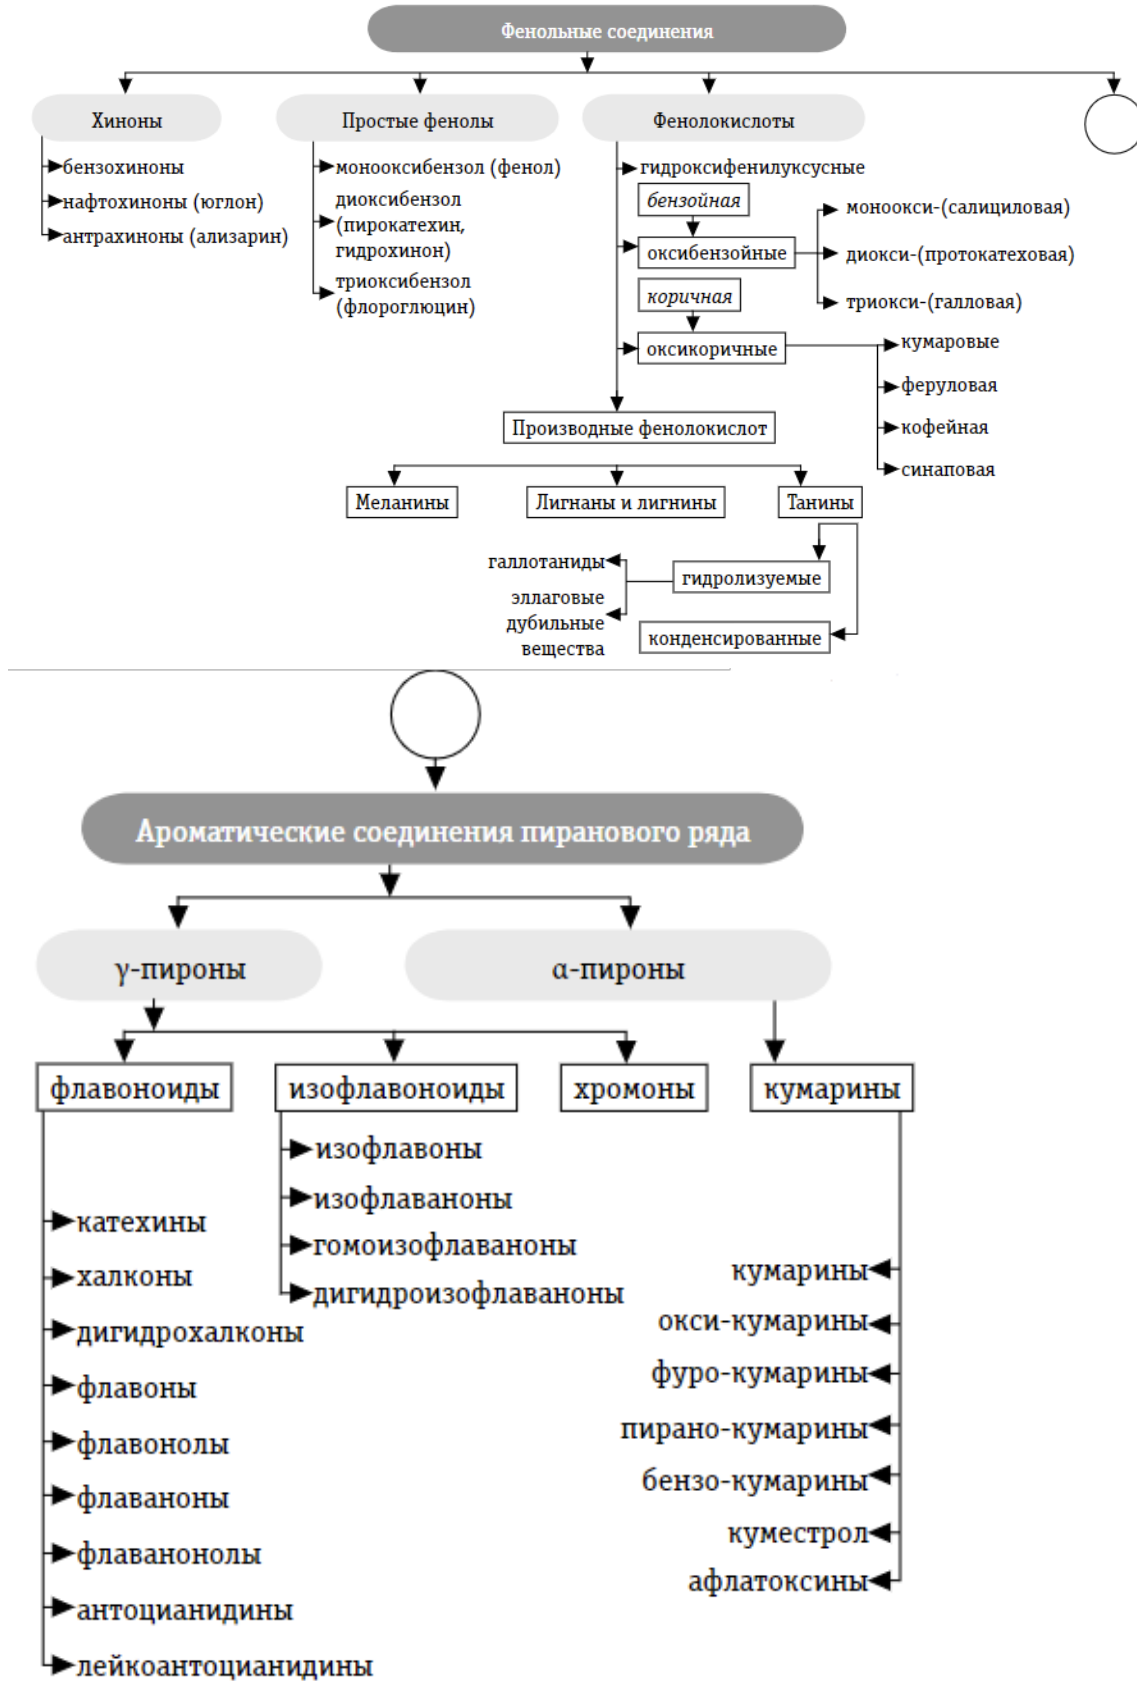 Фенольные соединения
Хиноны
Простые фенолы
Фенолокислоты
бензохиноны
нафтохиноны (юглон)
антрахиноны (ализарин)
монооксибензол (фенол)
диоксибензол
(пирокатехин,
гидрохинон)
триоксибензол
(флороглюцин)
гидроксифенилуксусные
бензойная
оксибензойные
моноокси-(салициловая)
диокси-(протокатеховая)
триокси-(галловая)
коричная
оксикоричные
кумаровые
феруловая
кофейная
синаповая
Производные фенолокислот
Меланины
Лигнаны и лигнины
Танины
гидролизуемые
галлотаниды
эллаговые
дубильные
вещества
конденсированные
Ароматические соединения пиранового ряда
γ-пироны
α-пироны
флавоноиды
изофлавоноиды
хромоны
кумарины
катехины
халконы
дигидрохалконы
флавоны
флавонолы
флаваноны
флаванонолы
антоцианидины
лейкоантоцианидины
изофлавоны
изофлаваноны
гомоизофлаваноны
дигидроизофлаваноны
кумарины
окси-кумарины
фуро-кумарины
пирано-кумарины
бензо-кумарины
куместрол
афлатоксины